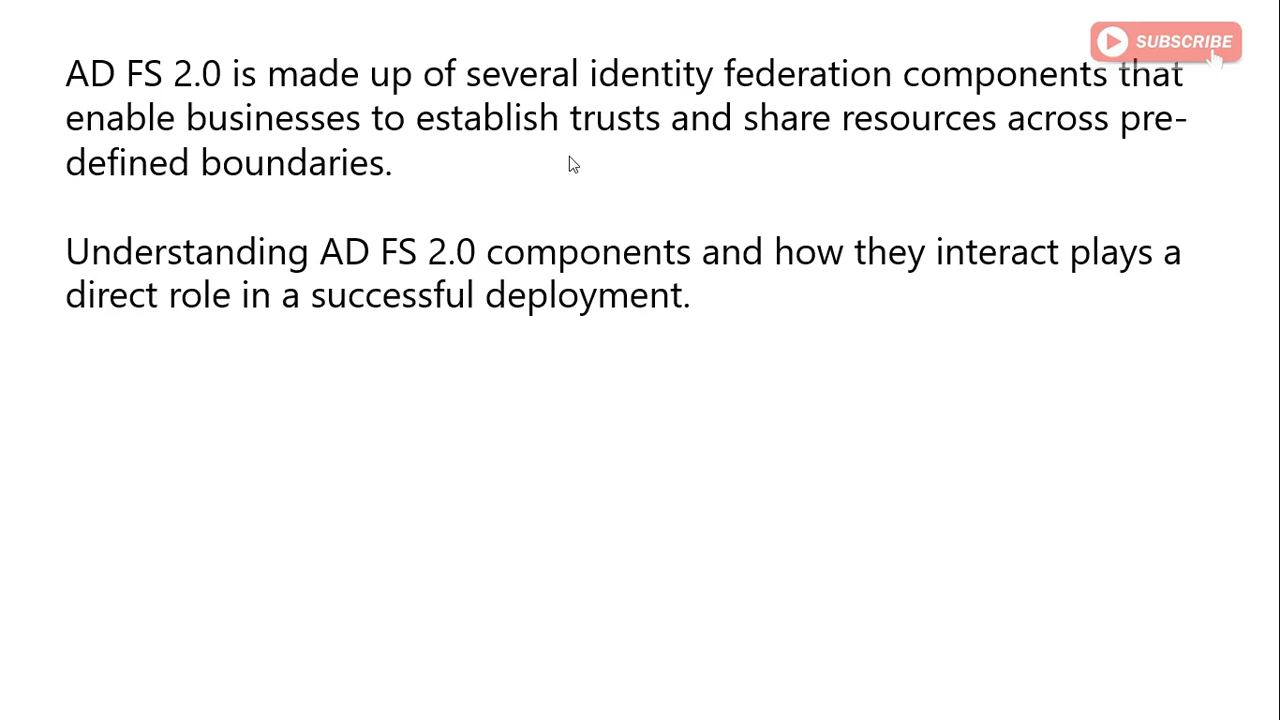 SUBSCRIBE
AD FS 2.0 is made up of several identity federation components that
enable businesses to establish trusts and share resources across pre-
defined boundaries.
Understanding AD FS 2.0 components and how they interact plays a
direct role in a successful deployment.